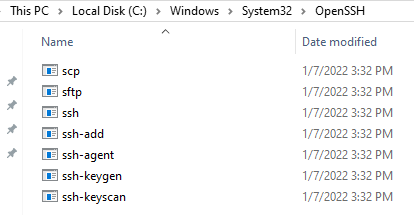 This PC > Local Disk (C:) > Windows > System32 > OpenSSH
Name Date modified
scp 1/7/2022 3:32 PM
sftp 1/7/2022 3:32 PM
ssh 1/7/2022 3:32 PM
ssh-add 1/7/2022 3:32 PM
ssh-agent 1/7/2022 3:32 PM
ssh-keygen 1/7/2022 3:32 PM
ssh-keyscan 1/7/2022 3:32 PM